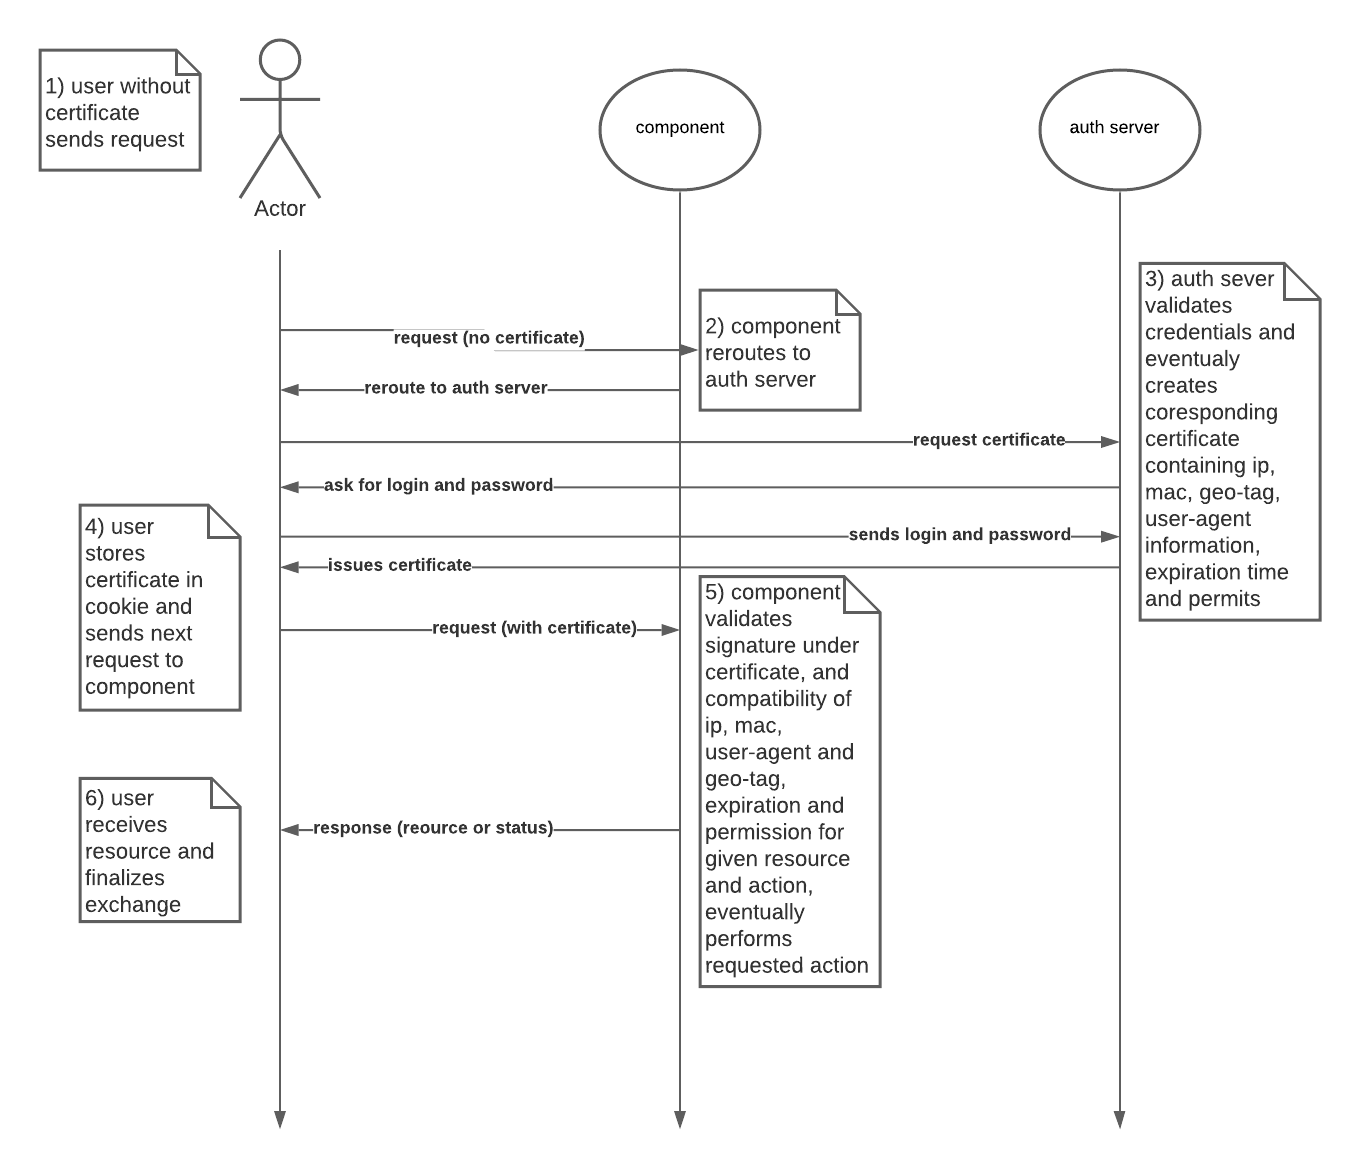 1) user without
certificate
sends request
Actor
component
auth server
request (no certificate)
2) component
reroutes to
auth server
3) auth sever
validates
credentials and
eventualy
creates
coresponding
certificate
containing ip,
mac, geo-tag,
user-agent
information,
expiration time
and permits
reroute to auth server
request certificate
ask for login and password
4) user
stores
certificate in
cookie and
sends next
request to
component
sends login and password
issues certificate
request (with certificate)
5) component
validates
signature under
certificate, and
compatibility of
ip, mac,
user-agent and
geo-tag,
expiration and
permission for
given resource
and action,
eventually
performs
requested action
6) user
receives
resource and
finalizes
exchange
response (reource or status)